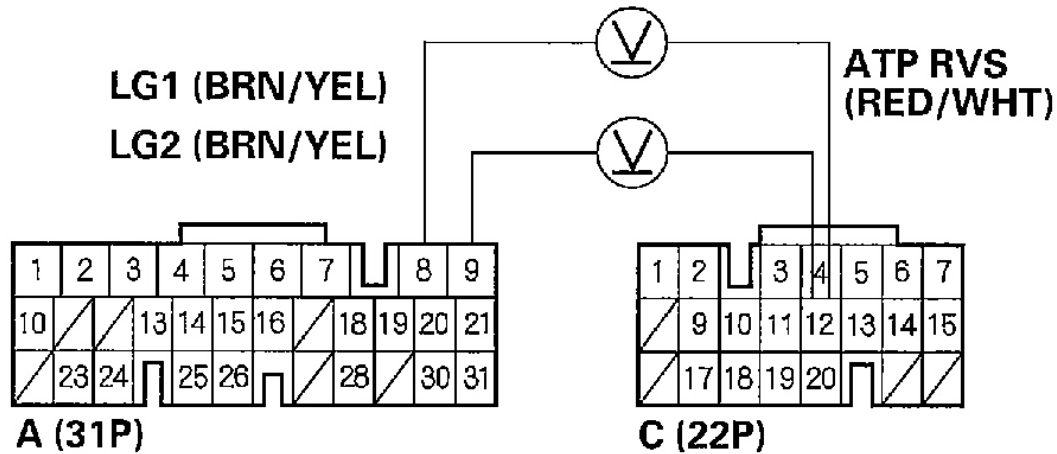 LG1 (BRN/YEL)
LG2 (BRN/YEL)
V
V
ATP RVS
(RED/WHT)
1 2 3 4 5 6 7 8 9
10 13 14 15 16 18 19 20 21
23 24 25 26 28 30 31
A (31P)
1 2 3 4 5 6 7
9 10 11 12 13 14 15
17 18 19 20
C (22P)